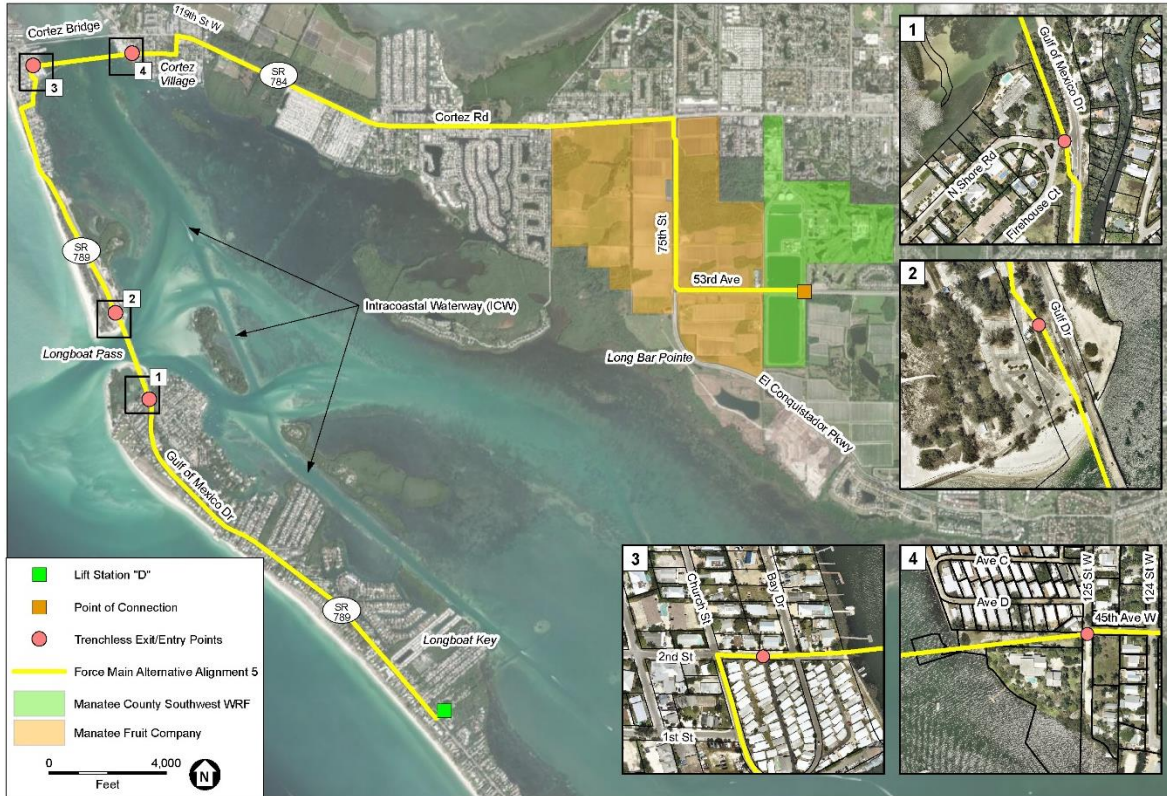 Cortez Bridge
119th St W
3
4
Cortez
Village
SR
784
Cortez Rd
75th St
53rd Ave
SR
789
2
Intracoastal Waterway (ICW)
Longboat Pass
Long Bar Pointe
1
El Conquistador Pkwy
Gulf of Mexico Dr
SR
789
Longboat Key
Lift Station "D"
Point of Connection
Trenchless Exit/Entry Points
Force Main Alternative Alignment 5
Manatee County Southwest WRF
Manatee Fruit Company
0 4,000
Feet
N
1
Gulf of Mexico Dr
N Shore Rd
Firehouse Ct
2
Gulf Dr
3
Church St
Bay Dr
2nd St
1st St
4
Ave C
Ave D
125 St W
124 St W
45th Ave W